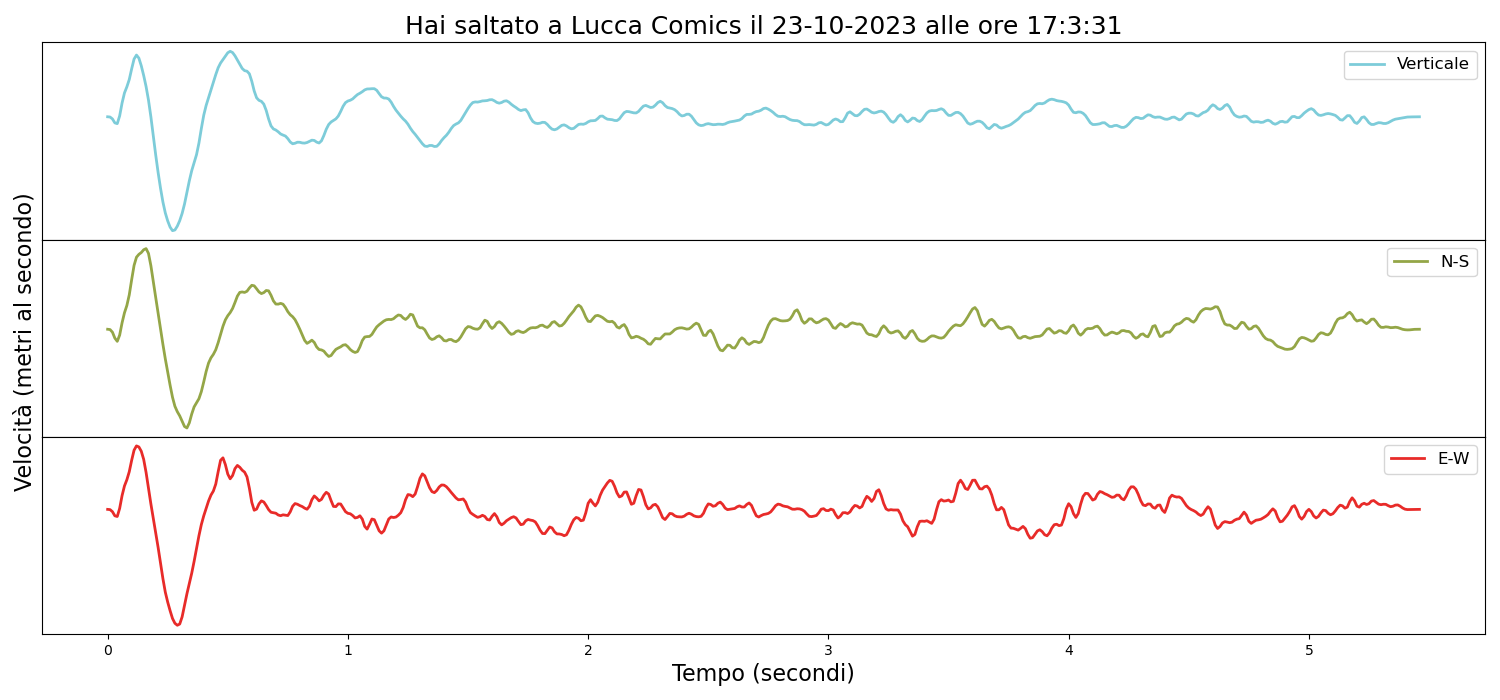 Hai saltato a Lucca Comics il 23-10-2023 alle ore 17:3:31
Verticale
N-S
E-W
Velocità (metri al secondo)
0 1 2 3 4 5
Tempo (secondi)